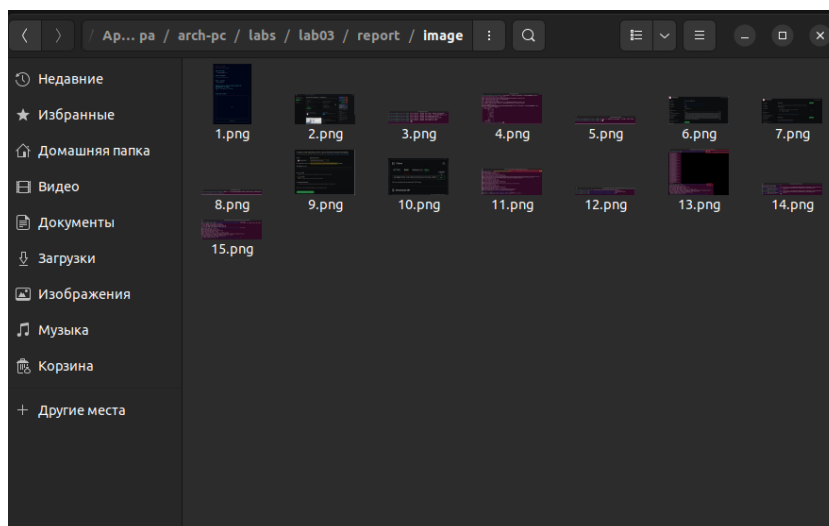 / Ap... pa / arch-pc / labs / lab03 / report / image
Недавние
Избранные
Домашняя папка
Видео
Документы
Загрузки
Изображения
Музыка
Корзина
+ Другие места
1.png 2.png 3.png 4.png 5.png 6.png 7.png
8.png 9.png 10.png 11.png 12.png 13.png 14.png
15.png